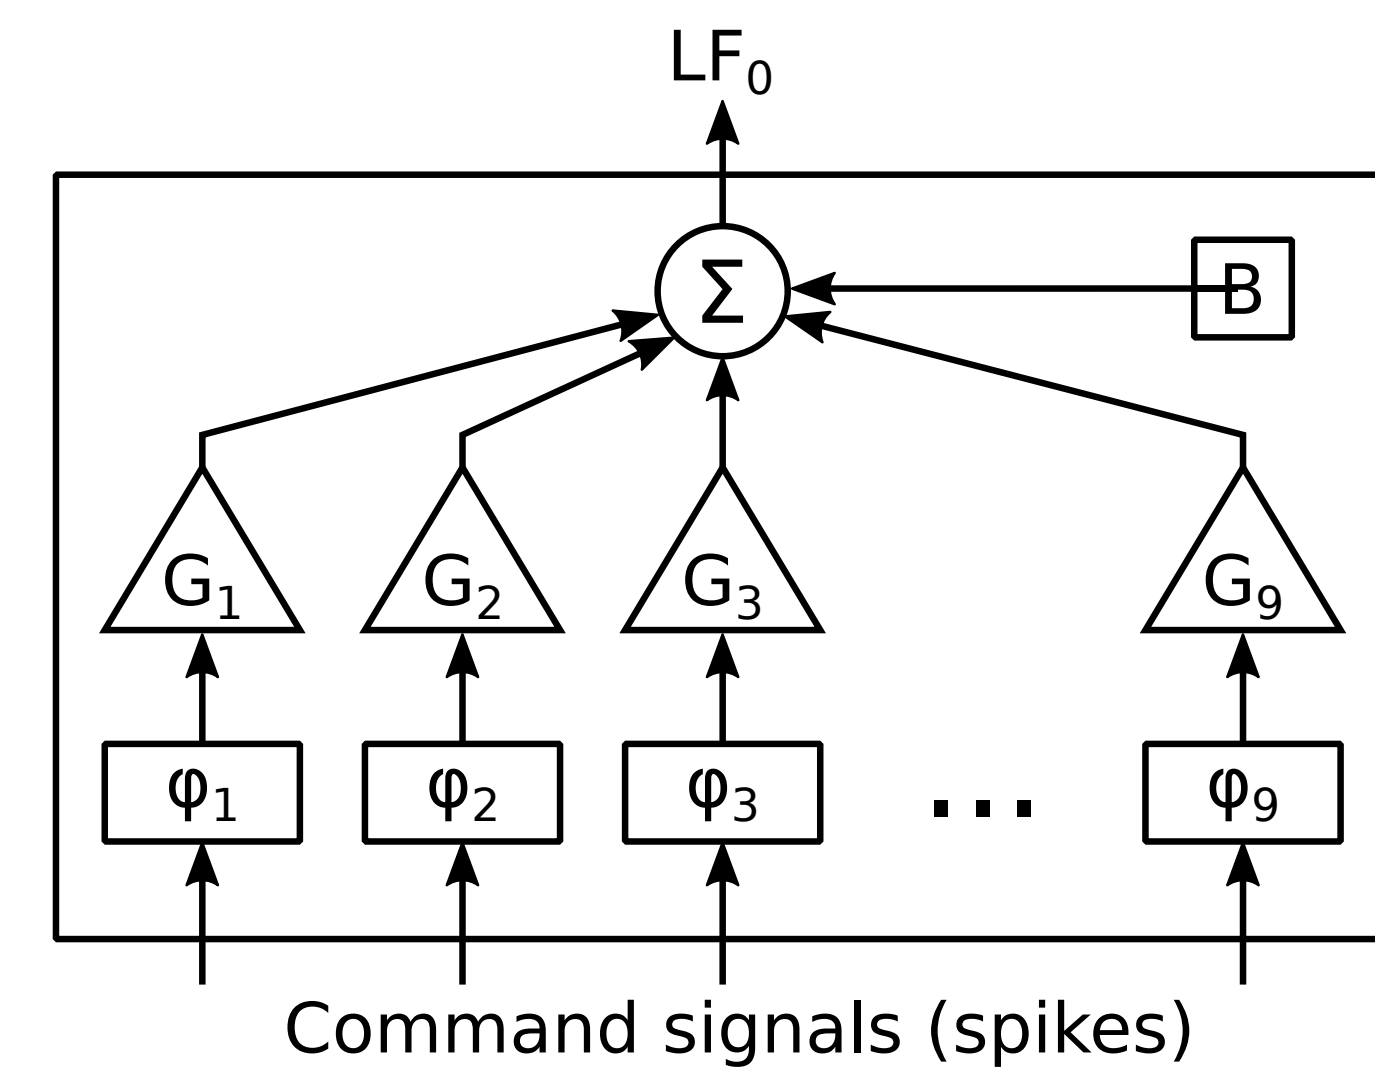 LF₀
Σ
B
G₁ G₂ G₃ G₉
φ₁ φ₂ φ₃ ... φ₉
Command signals (spikes)